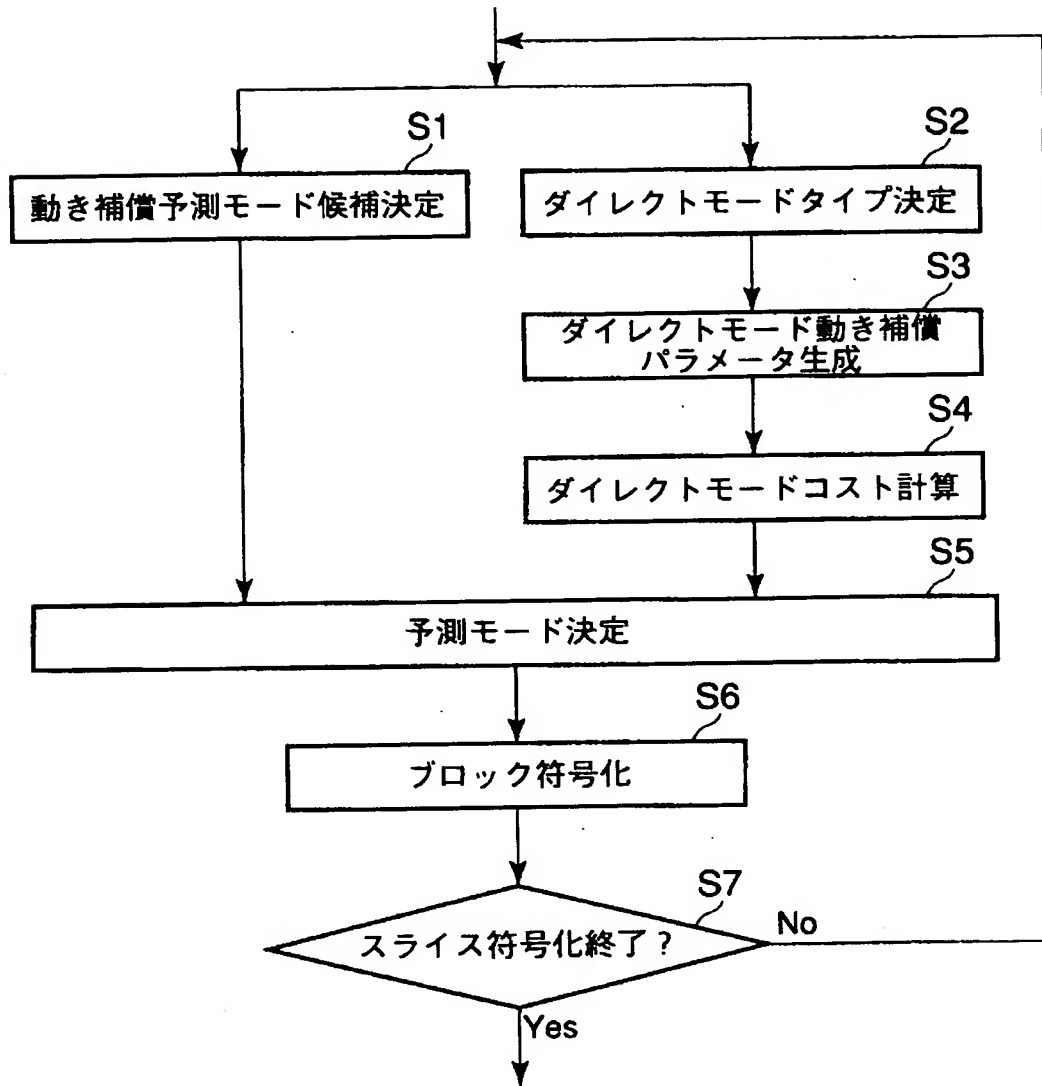 S1
動き補償予測モード候補決定
S2
ダイレクトモードタイプ決定
S3
ダイレクトモード動き補償
パラメータ生成
S4
ダイレクトモードコスト計算
S5
予測モード決定
S6
ブロック符号化
S7
スライス符号化終了?
No
Yes